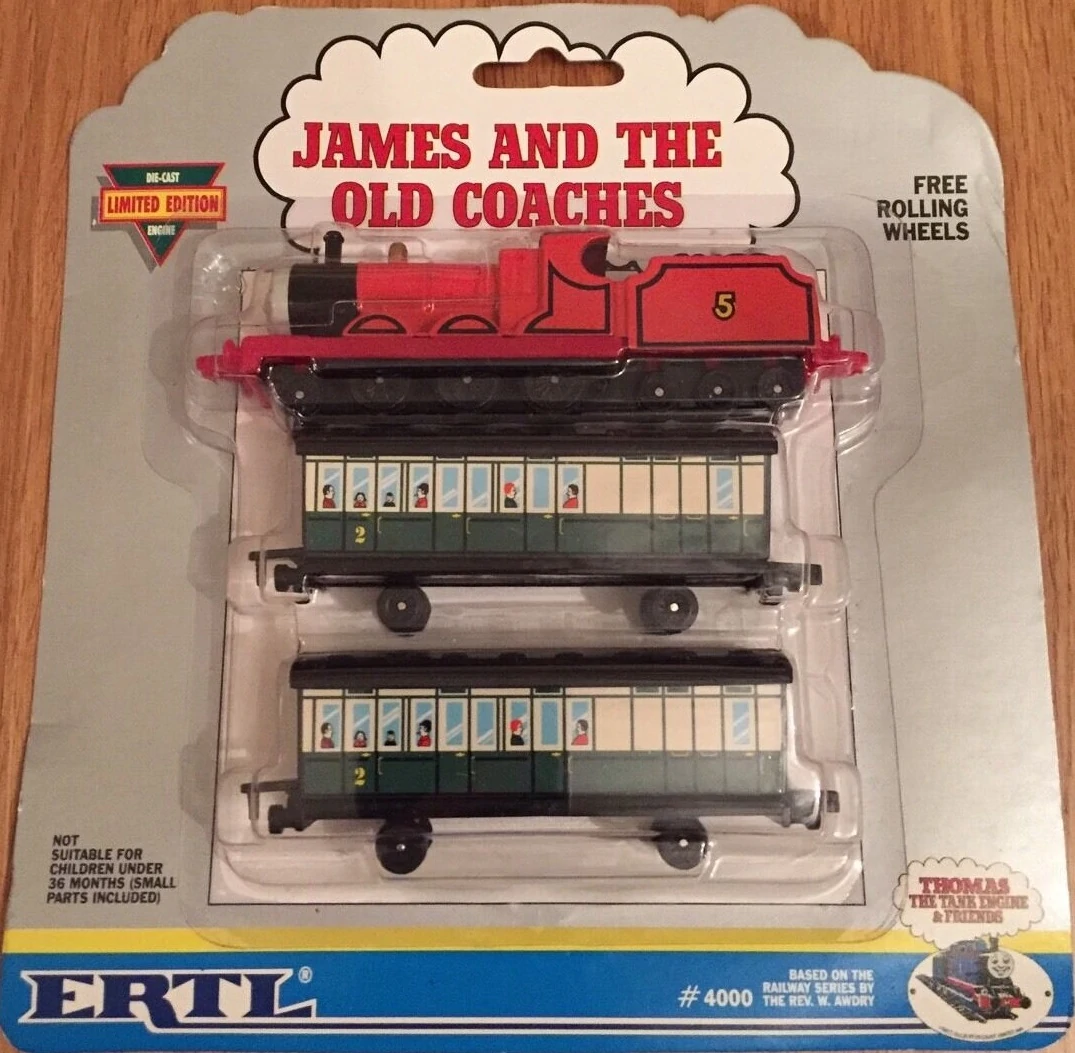 JAMES AND THE
OLD COACHES
DIE-CAST
LIMITED EDITION
ENGINE
FREE
ROLLING
WHEELS
5
2
2
NOT
SUITABLE FOR
CHILDREN UNDER
36 MONTHS (SMALL
PARTS INCLUDED)
THOMAS
THE TANK ENGINE
& FRIENDS
ERTL®
#4000
BASED ON THE
RAILWAY SERIES BY
THE REV. W. AWDRY